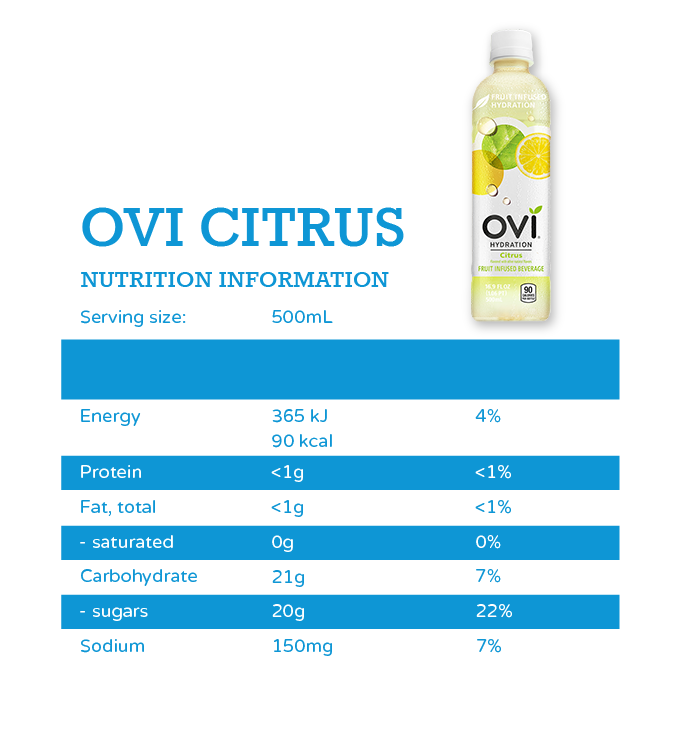 FRUIT INFUSED
HYDRATION
OVI CITRUS
OVI
HYDRATION
Citrus
FRUIT INFUSED BEVERAGE
90
NUTRITION INFORMATION
Serving size: 500mL
Energy 365 kJ 4%
90 kcal
Protein <1g <1%
Fat, total <1g <1%
- saturated 0g 0%
Carbohydrate 21g 7%
- sugars 20g 22%
Sodium 150mg 7%